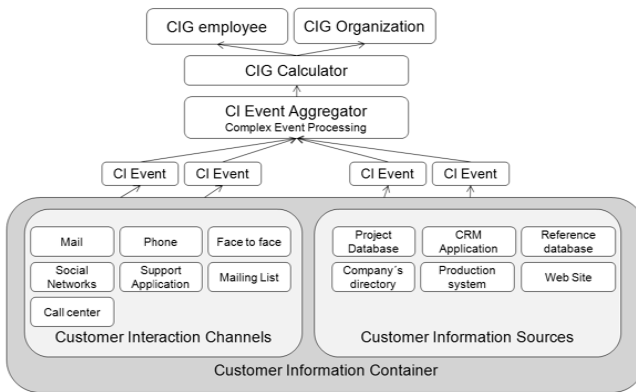 CIG employee
CIG Organization
CIG Calculator
CI Event Aggregator
Complex Event Processing
CI Event
CI Event
CI Event
CI Event
Mail
Phone
Face to face
Social
Networks
Support
Application
Mailing List
Call center
Customer Interaction Channels
Project
Database
CRM
Application
Reference
database
Company´s
directory
Production
system
Web Site
Customer Information Sources
Customer Information Container